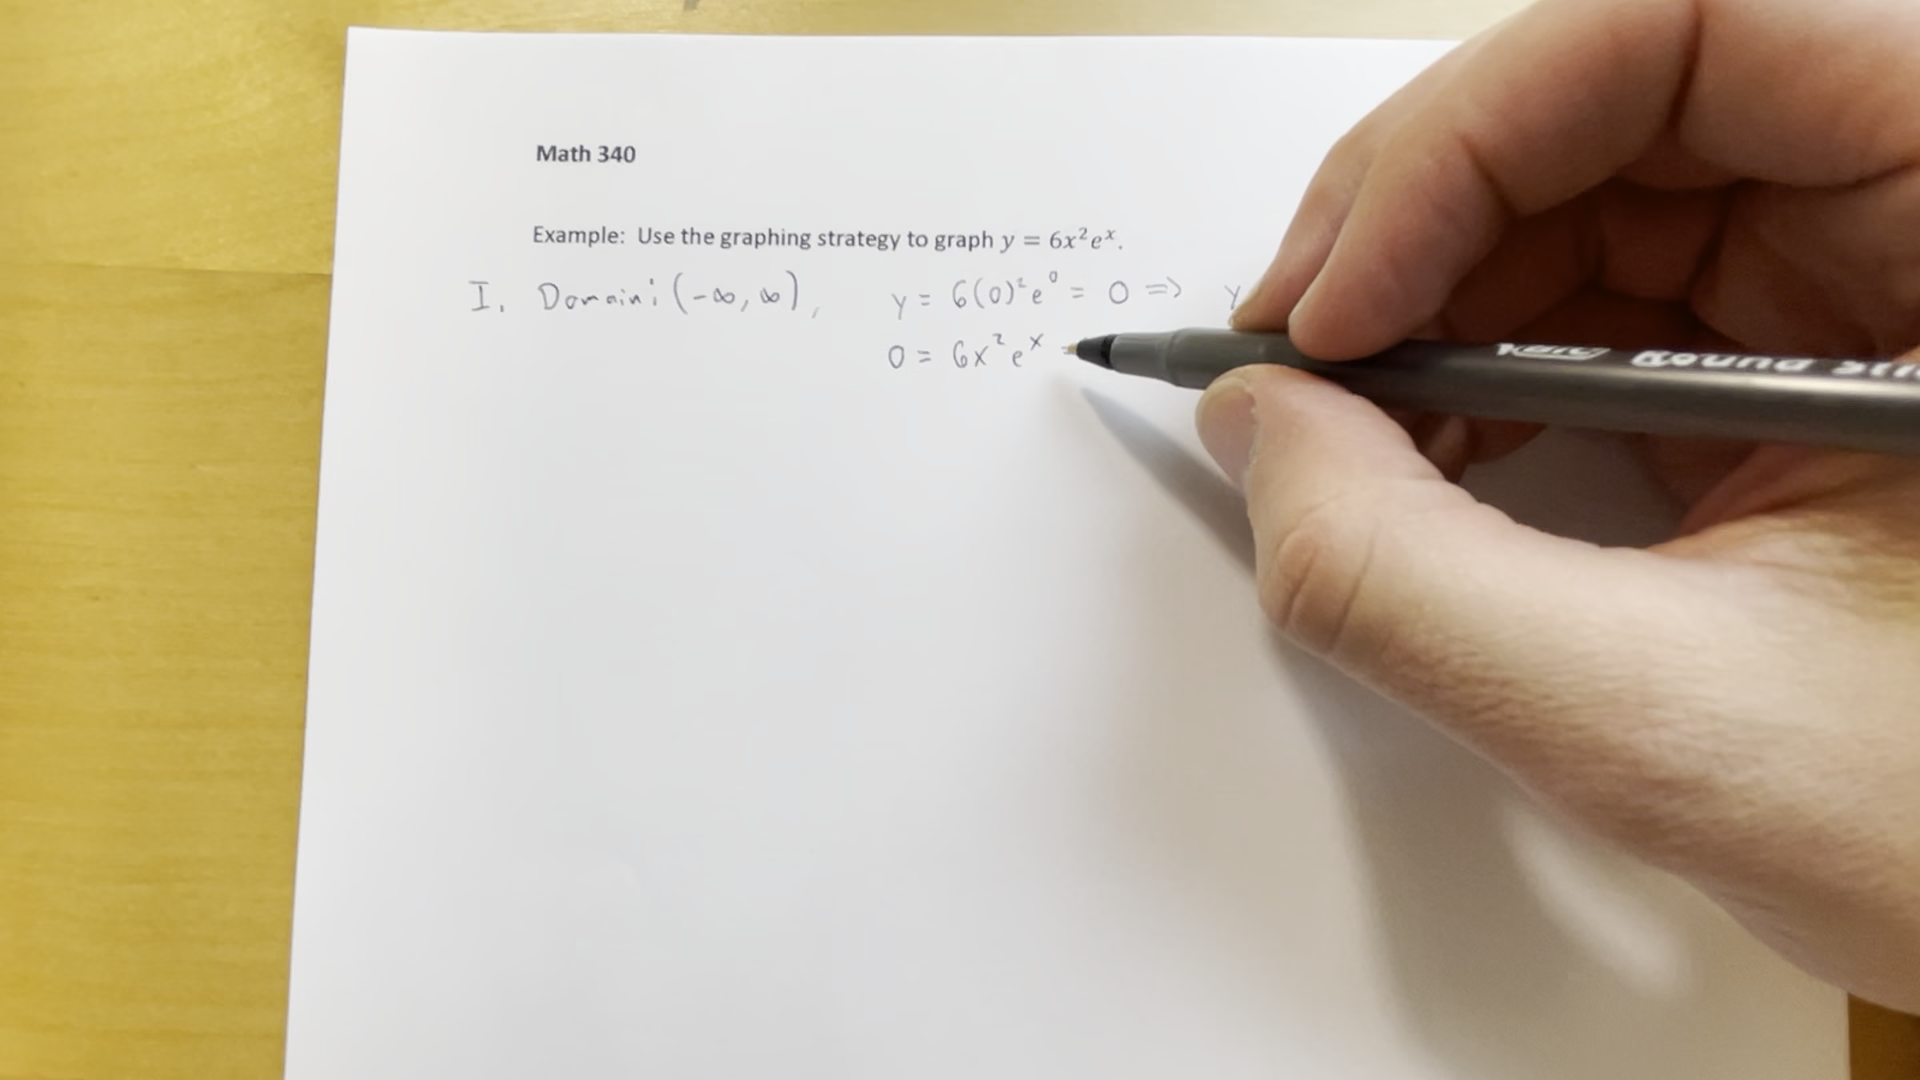 Math 340
Example: Use the graphing strategy to graph y = 6x²eˣ.
I. Domain: (-∞, ∞), y = 6(0)²e⁰ = 0 => y
0 = 6x²eˣ
BIC Round Stic